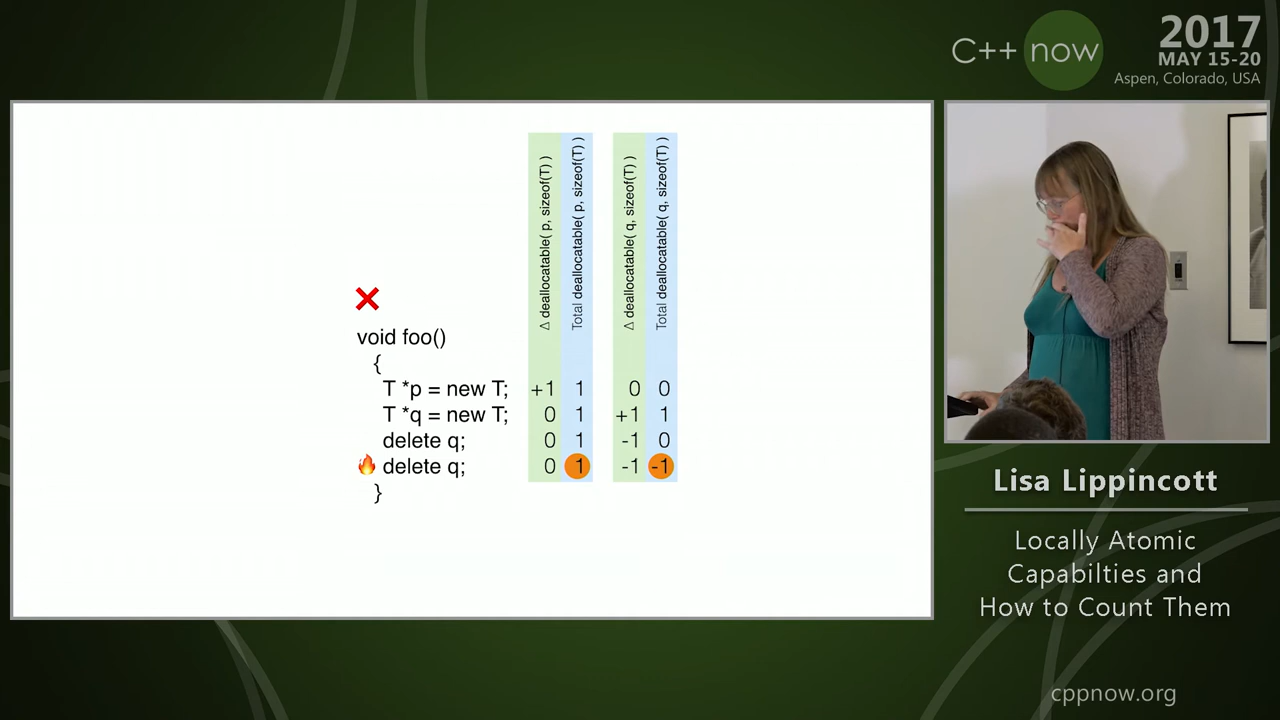 C++ now
2017
MAY 15-20
Aspen, Colorado, USA
Δ deallocatable( p, sizeof(T) )
Total deallocatable( p, sizeof(T) )
Δ deallocatable( q, sizeof(T) )
Total deallocatable( q, sizeof(T) )
void foo()
{
T *p = new T; +1 1 0 0
T *q = new T; 0 1 +1 1
delete q; 0 1 -1 0
delete q; 0 1 -1 -1
}
Lisa Lippincott
Locally Atomic
Capabilties and
How to Count Them
cppnow.org